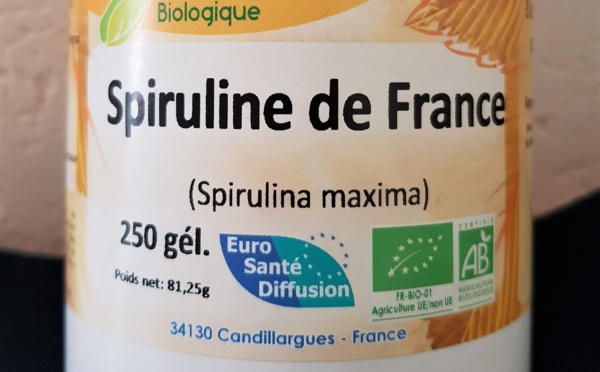 Biologique
Spiruline de France
(Spirulina maxima)
250 gél.
Poids net: 81,25g
Euro
Santé
Diffusion
CERTIFIÉ
AB
AGRICULTURE
BIOLOGIQUE
FR-BIO-01
Agriculture UE/non UE
34130 Candillargues - France